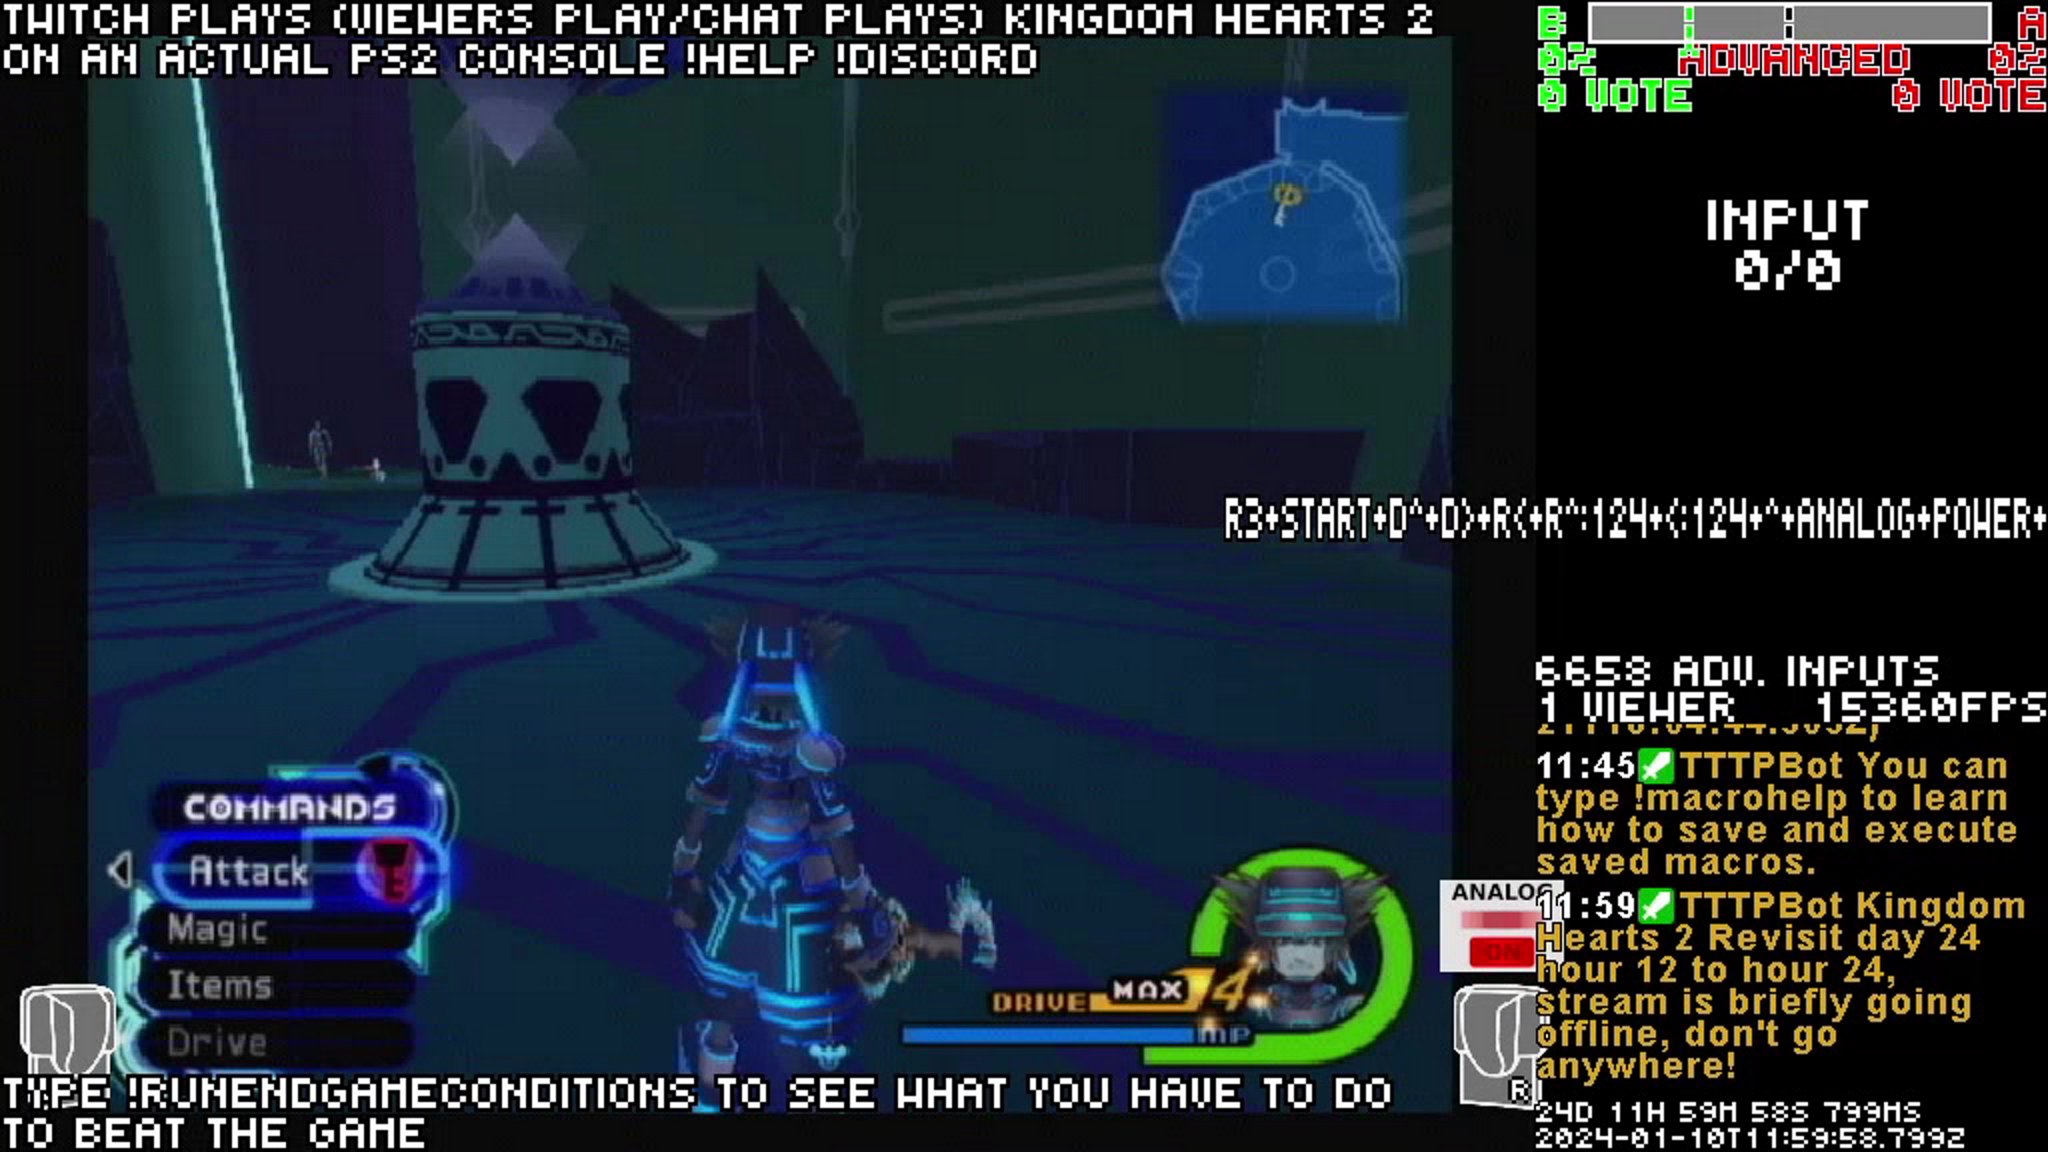 TWITCH PLAYS (VIEWERS PLAY/CHAT PLAYS) KINGDOM HEARTS 2
ON AN ACTUAL PS2 CONSOLE !HELP !DISCORD
B
A
0%
ADVANCED
0%
0 VOTE
0 VOTE
INPUT
0/0
R3+START+D^+D>+R<+R^:124+<:124+^+ANALOG+POWER+
6658 ADV. INPUTS
1 VIEWER 15360FPS
11:45 TTTPBot You can
type !macrohelp to learn
how to save and execute
saved macros.
11:59 TTTPBot Kingdom
Hearts 2 Revisit day 24
hour 12 to hour 24,
stream is briefly going
offline, don't go
anywhere!
24D 11H 59M 58S 799MS
2024-01-10T11:59:58.799Z
COMMANDS
Attack
Magic
Items
Drive
DRIVE MAX 4
MP
ANALOG
ON
TYPE !RUNENDGAMECONDITIONS TO SEE WHAT YOU HAVE TO DO
TO BEAT THE GAME